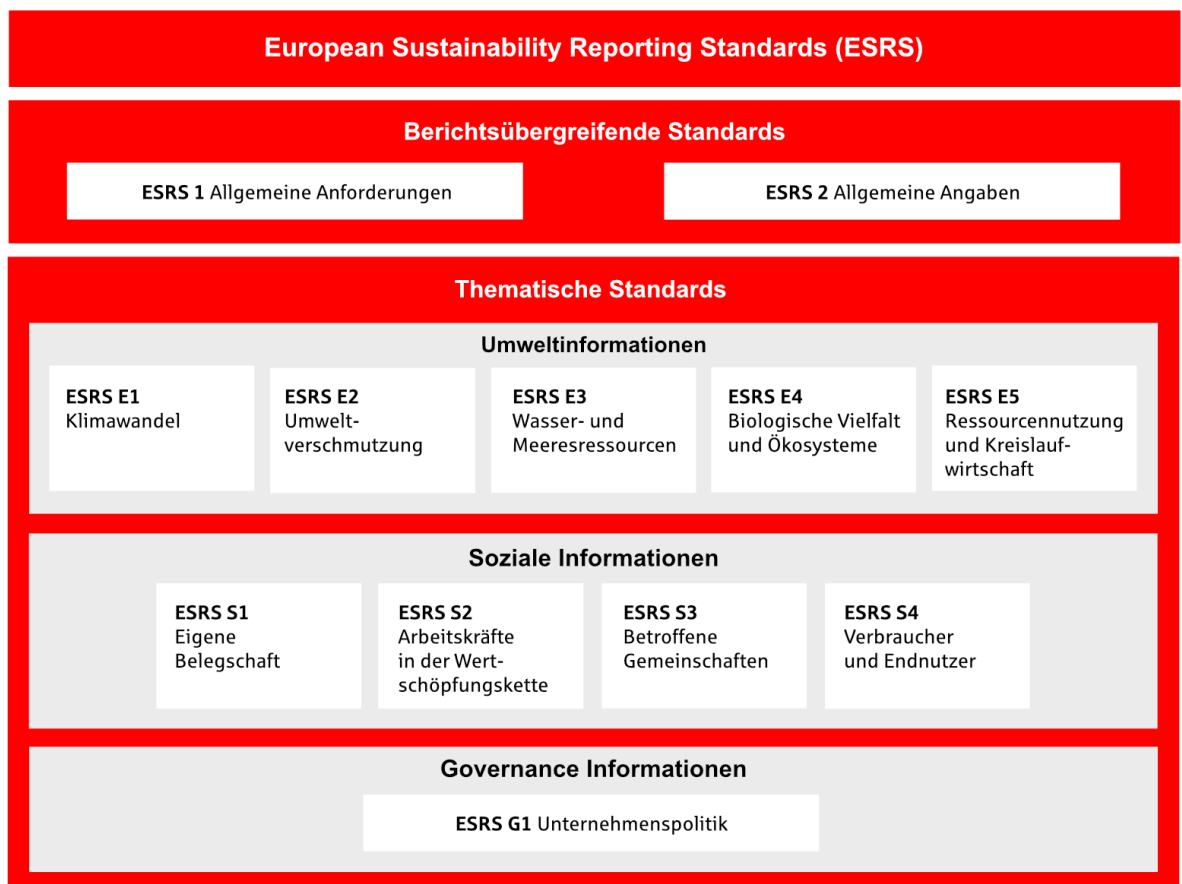 European Sustainability Reporting Standards (ESRS)
Berichtsübergreifende Standards
ESRS 1 Allgemeine Anforderungen
ESRS 2 Allgemeine Angaben
Thematische Standards
Umweltinformationen
ESRS E1
Klimawandel
ESRS E2
Umwelt-
verschmutzung
ESRS E3
Wasser- und
Meeresressourcen
ESRS E4
Biologische Vielfalt
und Ökosysteme
ESRS E5
Ressourcennutzung
und Kreislauf-
wirtschaft
Soziale Informationen
ESRS S1
Eigene
Belegschaft
ESRS S2
Arbeitskräfte
in der Wert-
schöpfungskette
ESRS S3
Betroffene
Gemeinschaften
ESRS S4
Verbraucher
und Endnutzer
Governance Informationen
ESRS G1 Unternehmenspolitik